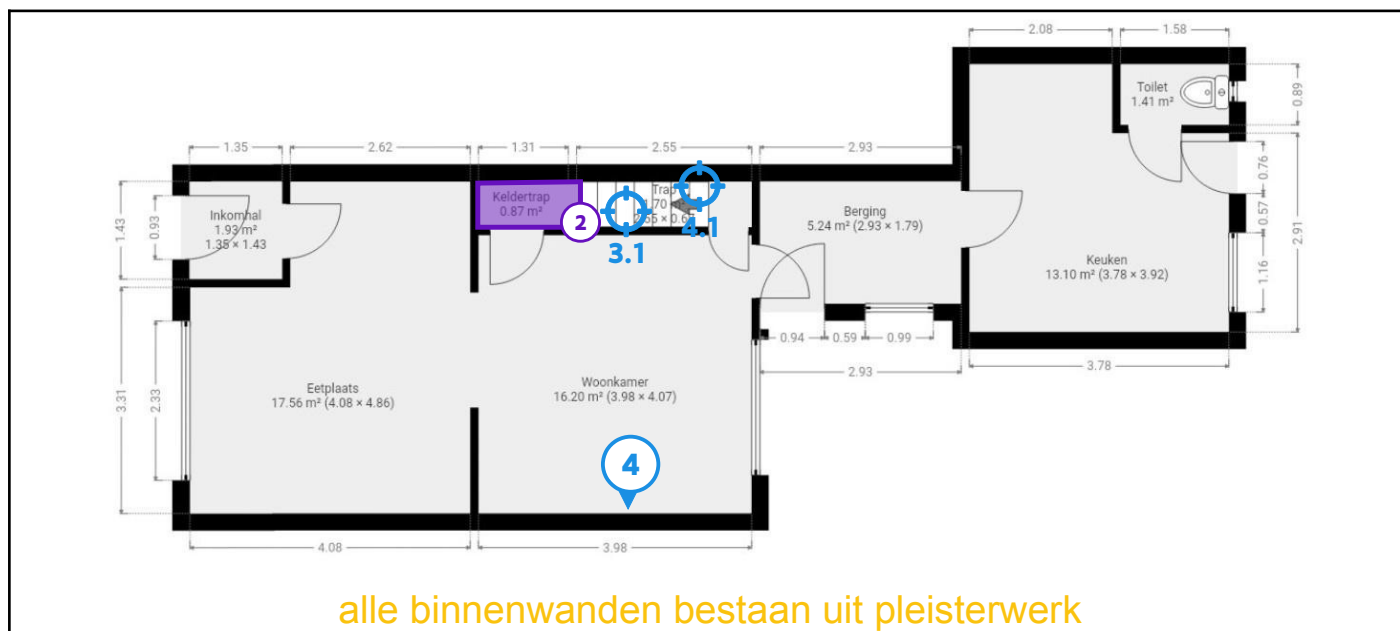 2.08
1.58
Toilet
1.41 m²
0.89
1.35
2.62
1.31
2.55
2.93
0.76
Keldertrap
0.87 m²
2
Trap
1.70 m²
3.1
4.1
Inkomhal
1.93 m²
1.35 × 1.43
1.43
0.93
Berging
5.24 m² (2.93 × 1.79)
0.57
2.91
Keuken
13.10 m² (3.78 × 3.92)
1.16
0.94
0.59
0.99
2.93
3.78
3.31
2.33
Eetplaats
17.56 m² (4.08 × 4.86)
Woonkamer
16.20 m² (3.98 × 4.07)
4
4.08
3.98
alle binnenwanden bestaan uit pleisterwerk